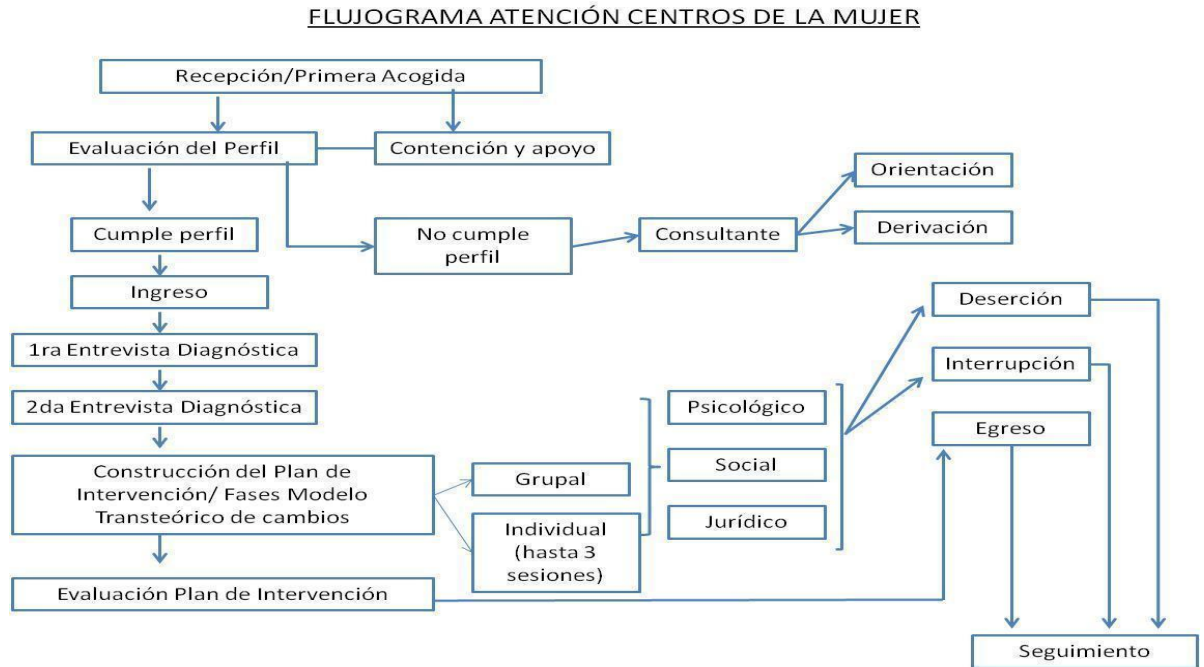 FLUJOGRAMA ATENCIÓN CENTROS DE LA MUJER
Recepción/Primera Acogida
Evaluación del Perfil
Contención y apoyo
Orientación
Cumple perfil
No cumple
perfil
Consultante
Derivación
Ingreso
Deserción
1ra Entrevista Diagnóstica
Interrupción
2da Entrevista Diagnóstica
Psicológico
Egreso
Construcción del Plan de
Intervención/ Fases Modelo
Transteórico de cambios
Grupal
Social
Individual
(hasta 3
sesiones)
Jurídico
Evaluación Plan de Intervención
Seguimiento